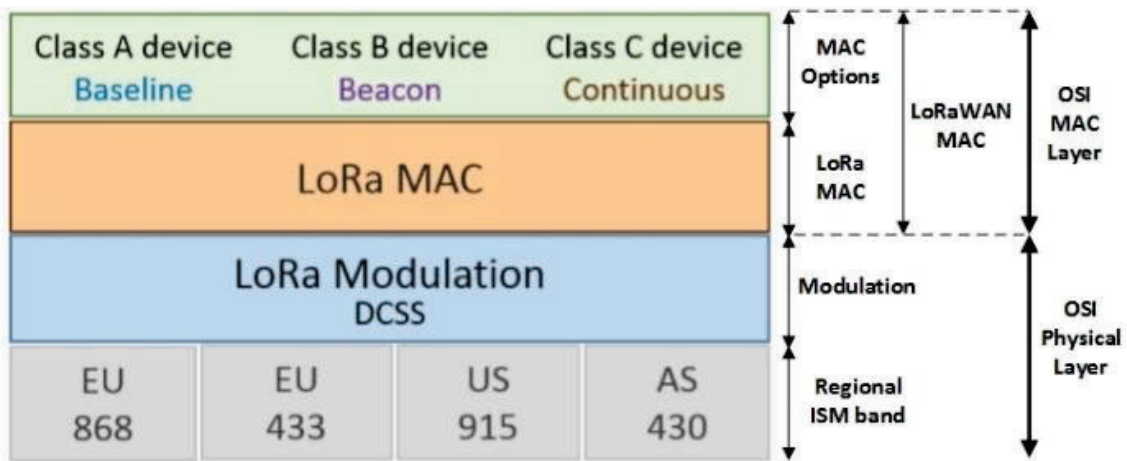 Class A device
Baseline
Class B device
Beacon
Class C device
Continuous
LoRa MAC
LoRa Modulation
DCSS
EU
868
EU
433
US
915
AS
430
MAC
Options
LoRa
MAC
LoRaWAN
MAC
OSI
MAC
Layer
Modulation
Regional
ISM band
OSI
Physical
Layer